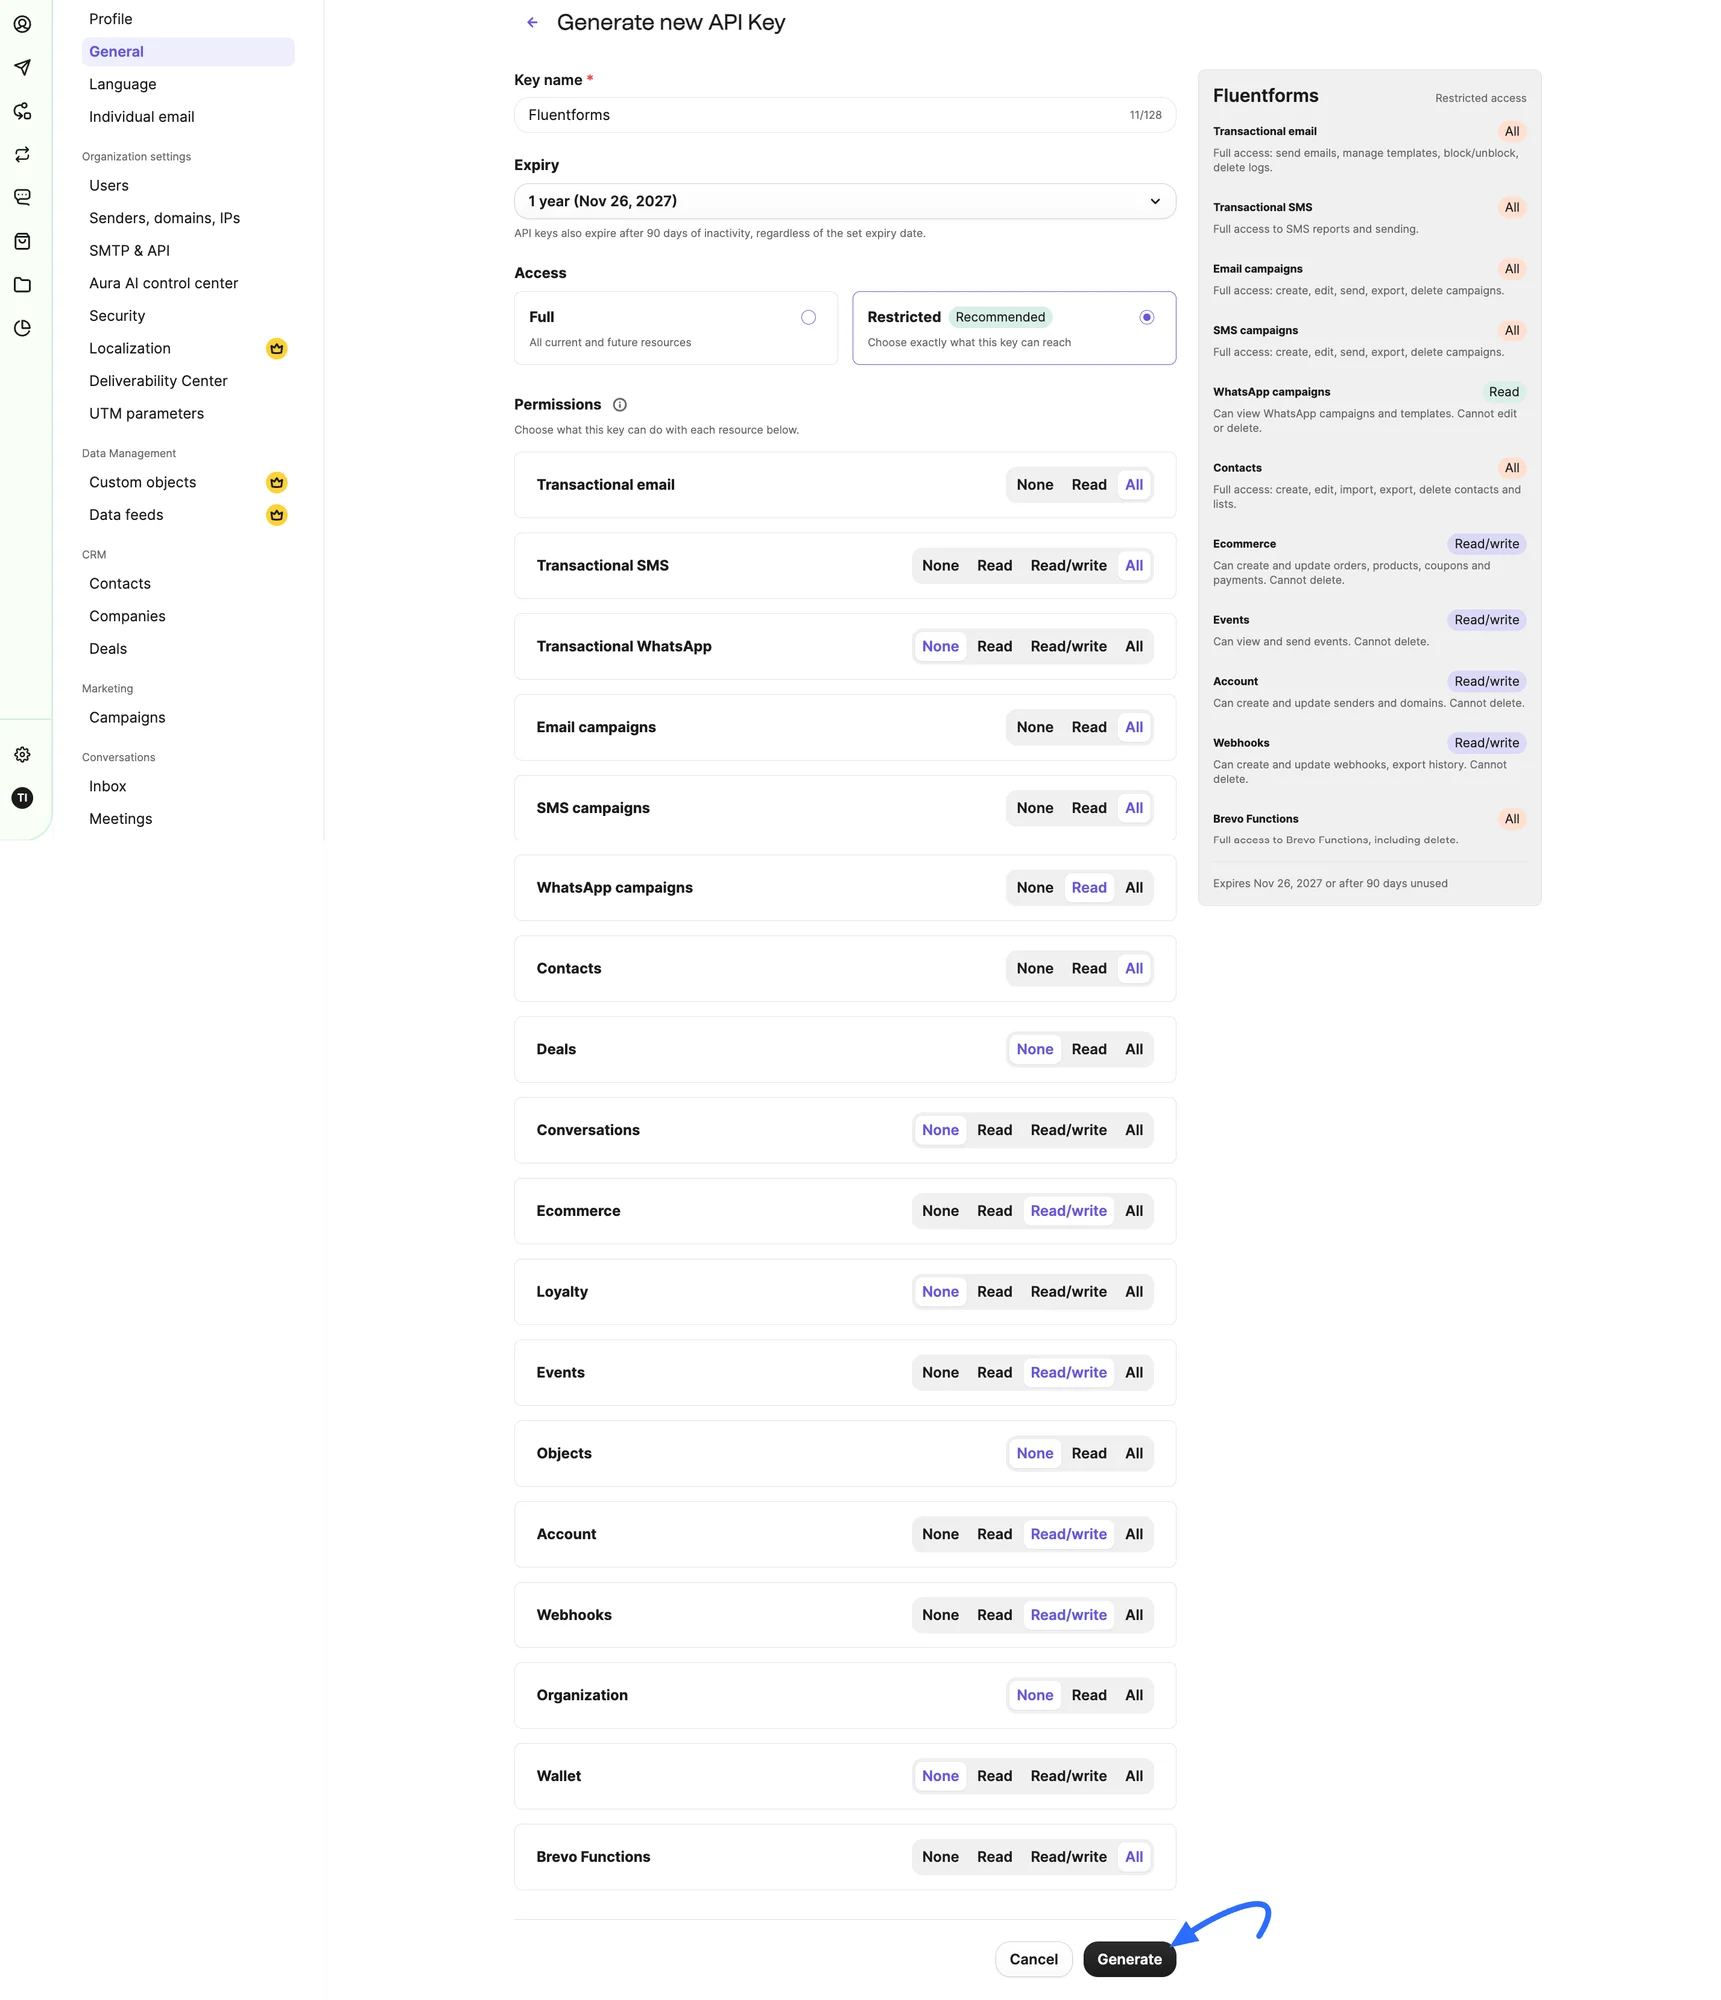 Profile
General
Language
Individual email
Organization settings
Users
Senders, domains, IPs
SMTP & API
Aura AI control center
Security
Localization
Deliverability Center
UTM parameters
Data Management
Custom objects
Data feeds
CRM
Contacts
Companies
Deals
Marketing
Campaigns
Conversations
Inbox
Meetings
TI
Generate new API Key
Key name *
Fluentforms 11/128
Expiry
1 year (Nov 26, 2027)
API keys also expire after 90 days of inactivity, regardless of the set expiry date.
Access
Full
All current and future resources
Restricted Recommended
Choose exactly what this key can reach
Permissions
Choose what this key can do with each resource below.
Transactional email None Read All
Transactional SMS None Read Read/write All
Transactional WhatsApp None Read Read/write All
Email campaigns None Read All
SMS campaigns None Read All
WhatsApp campaigns None Read All
Contacts None Read All
Deals None Read All
Conversations None Read Read/write All
Ecommerce None Read Read/write All
Loyalty None Read Read/write All
Events None Read Read/write All
Objects None Read All
Account None Read Read/write All
Webhooks None Read Read/write All
Organization None Read All
Wallet None Read Read/write All
Brevo Functions None Read Read/write All
Cancel Generate
Fluentforms Restricted access
Transactional email All
Full access: send emails, manage templates, block/unblock,
delete logs.
Transactional SMS All
Full access to SMS reports and sending.
Email campaigns All
Full access: create, edit, send, export, delete campaigns.
SMS campaigns All
Full access: create, edit, send, export, delete campaigns.
WhatsApp campaigns Read
Can view WhatsApp campaigns and templates. Cannot edit
or delete.
Contacts All
Full access: create, edit, import, export, delete contacts and
lists.
Ecommerce Read/write
Can create and update orders, products, coupons and
payments. Cannot delete.
Events Read/write
Can view and send events. Cannot delete.
Account Read/write
Can create and update senders and domains. Cannot delete.
Webhooks Read/write
Can create and update webhooks, export history. Cannot
delete.
Brevo Functions All
Full access to Brevo Functions, including delete.
Expires Nov 26, 2027 or after 90 days unused